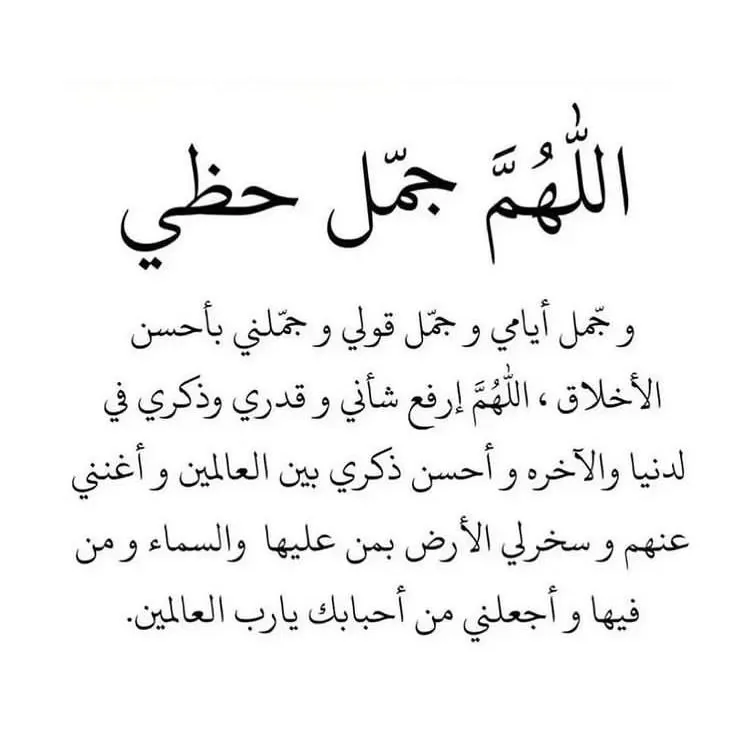 اللّٰهُمَّ جمّل حظي
و جّمل أيامي و جمّل قولي و جمّلني بأحسن
الأخلاق ، اللّٰهُمَّ إرفع شأني و قدري وذكري في
لدنيا والآخره و أحسن ذكري بين العالمين و أغنني
عنهم و سخرلي الأرض بمن عليها والسماء و من
فيها و أجعلني من أحبابك يارب العالمين.